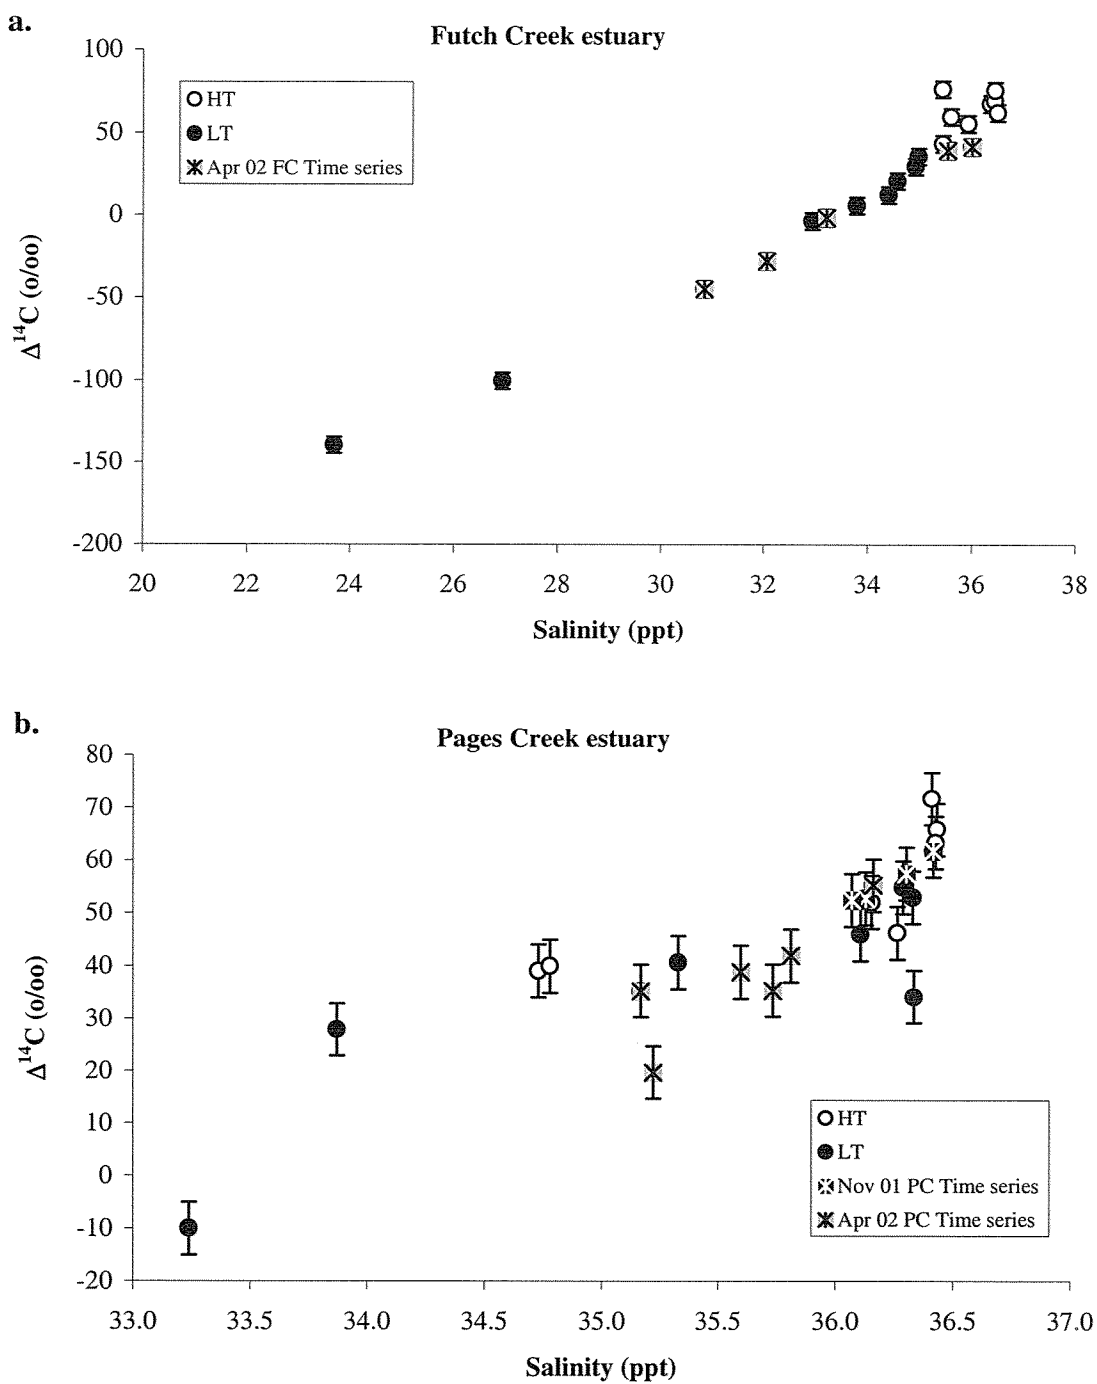 a.
Futch Creek estuary
100
50
0
-50
-100
-150
-200
Δ¹⁴C (o/oo)
HT
LT
Apr 02 FC Time series
20 22 24 26 28 30 32 34 36 38
Salinity (ppt)
b.
Pages Creek estuary
80
70
60
50
40
30
20
10
0
-10
-20
Δ¹⁴C (o/oo)
HT
LT
Nov 01 PC Time series
Apr 02 PC Time series
33.0 33.5 34.0 34.5 35.0 35.5 36.0 36.5 37.0
Salinity (ppt)